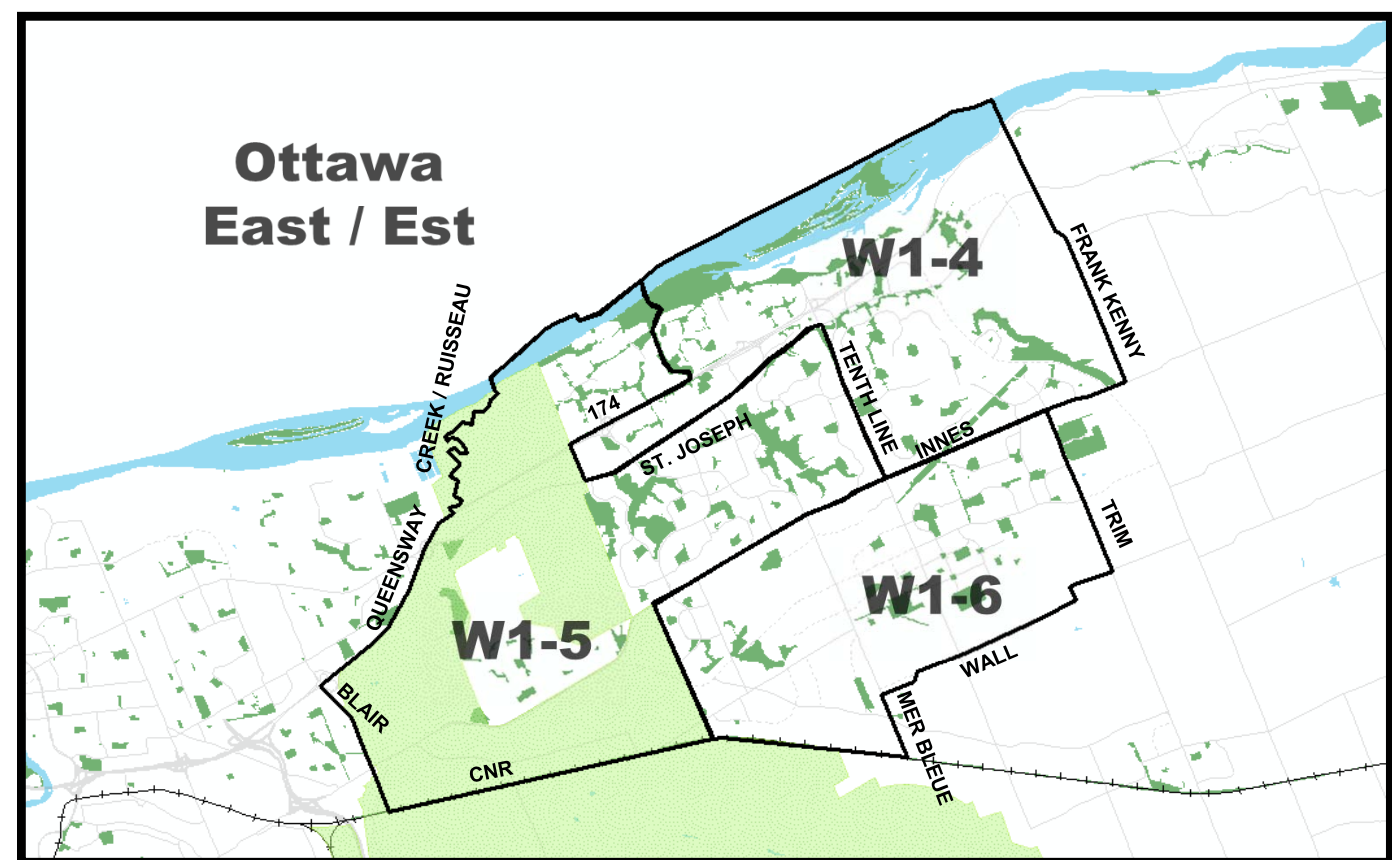 Ottawa
East / Est
W1-4
FRANK KENNY
CREEK / RUISSEAU
174
TENTH LINE
ST. JOSEPH
INNES
QUEENSWAY
TRIM
W1-6
W1-5
WALL
BLAIR
MER BLEUE
CNR